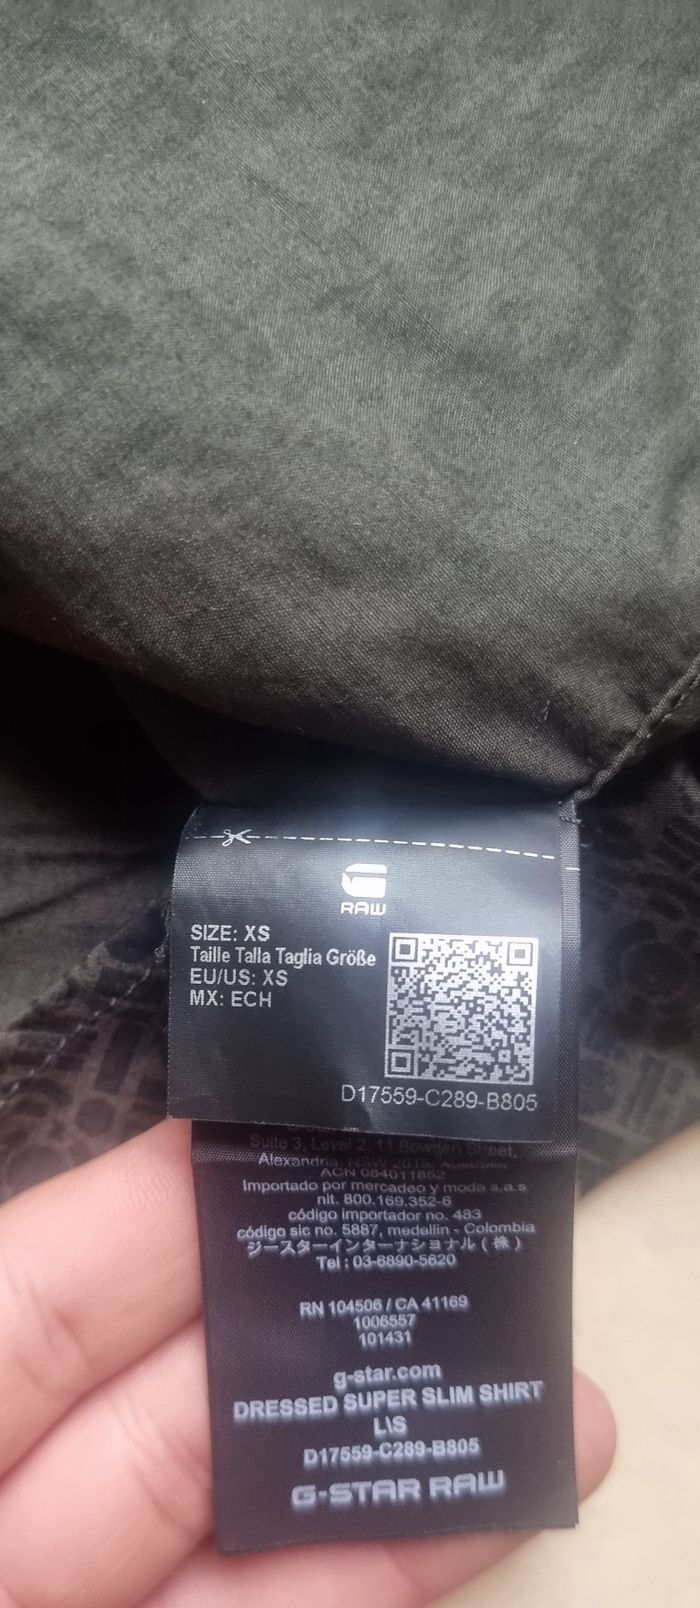 RAW
SIZE: XS
Taille Talla Taglia Größe
EU/US: XS
MX: ECH
D17559-C289-B805
Suite 3, Level 2, 11 Bowden Street,
Alexandria, NSW 2015, Australia
ACN 084011852
Importado por mercadeo y moda s.a.s
nit. 800.169.352-6
código importador no. 483
código sic no. 5887, medellin - Colombia
ジースターインターナショナル(株)
Tel : 03-6890-5620
RN 104506 / CA 41169
1006557
101431
g-star.com
DRESSED SUPER SLIM SHIRT
L\S
D17559-C289-B805
G-STAR RAW